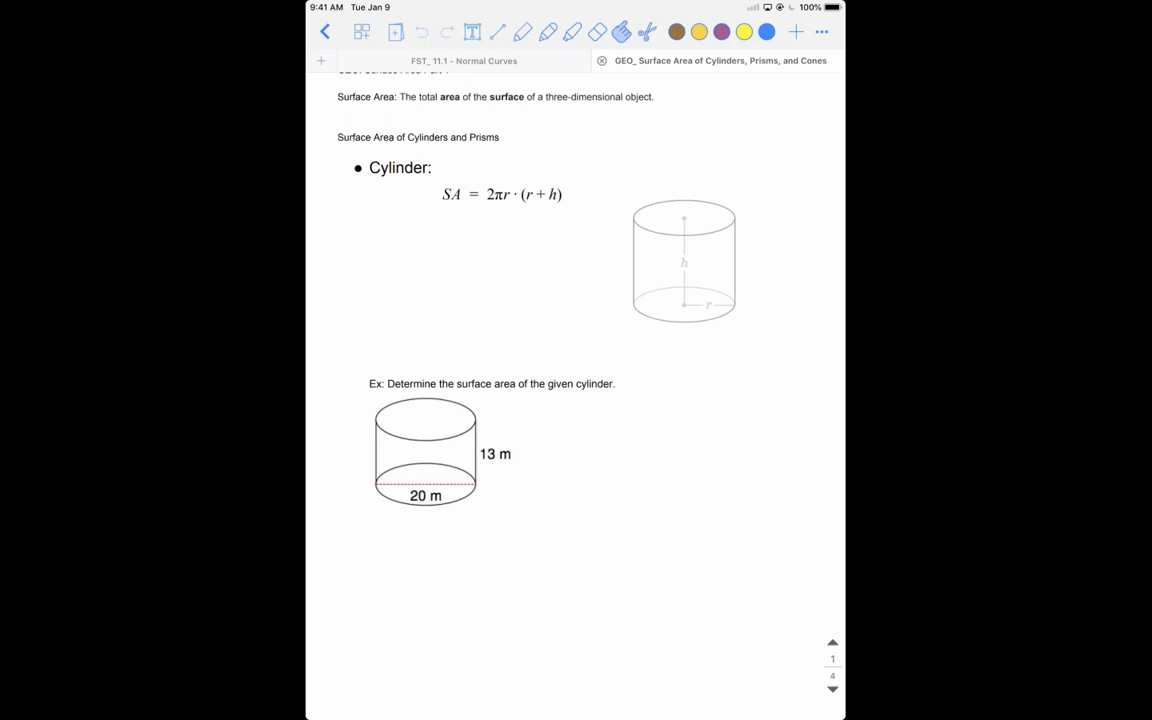 9:41 AM Tue Jan 9
100%
FST_ 11.1 - Normal Curves
GEO_ Surface Area of Cylinders, Prisms, and Cones
Surface Area: The total area of the surface of a three-dimensional object.
Surface Area of Cylinders and Prisms
● Cylinder:
SA = 2πr · (r + h)
h
r
Ex: Determine the surface area of the given cylinder.
13 m
20 m
1
4